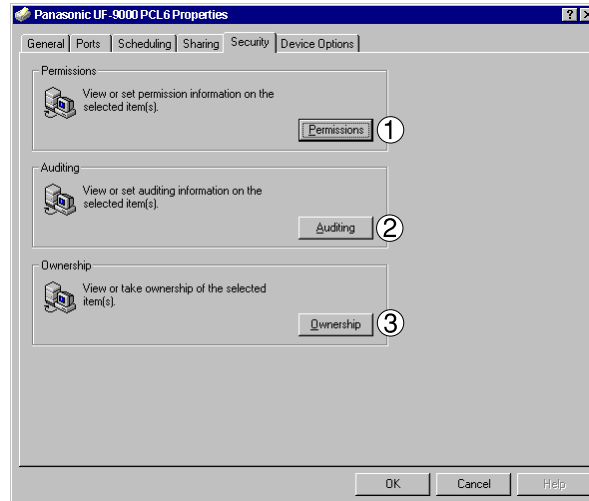 Panasonic UF-9000 PCL6 Properties
General Ports Scheduling Sharing Security Device Options
Permissions
View or set permission information on the
selected item(s).
Permissions 1
Auditing
View or set auditing information on the
selected item(s).
Auditing 2
Ownership
View or take ownership of the selected
item(s).
Ownership 3
OK Cancel Help